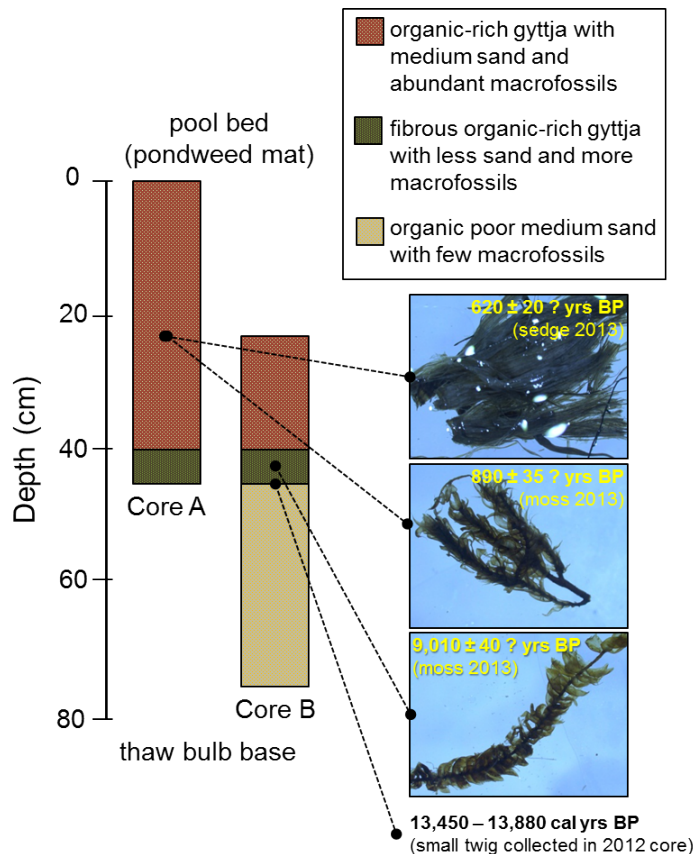 organic-rich gyttja with
medium sand and
abundant macrofossils
fibrous organic-rich gyttja
with less sand and more
macrofossils
organic poor medium sand
with few macrofossils
pool bed
(pondweed mat)
0
20
40
60
80
Depth (cm)
Core A
Core B
thaw bulb base
620 ± 20 ? yrs BP
(sedge 2013)
890 ± 35 ? yrs BP
(moss 2013)
9,010 ± 40 ? yrs BP
(moss 2013)
13,450 – 13,880 cal yrs BP
(small twig collected in 2012 core)